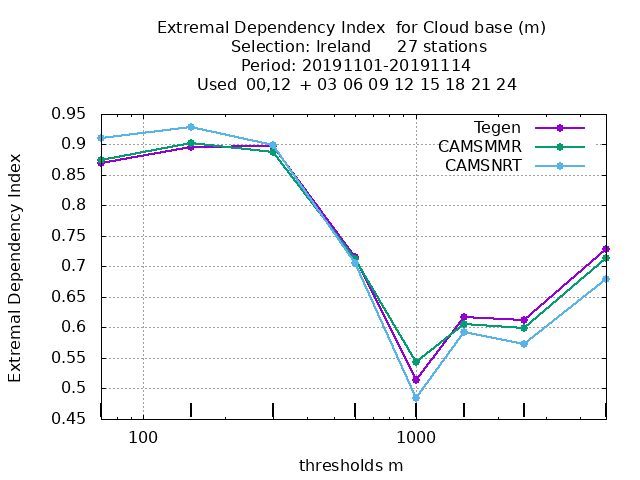 Extremal Dependency Index  for Cloud base (m)
Selection: Ireland     27 stations
Period: 20191101-20191114
Used  00,12  + 03 06 09 12 15 18 21 24
Extremal Dependency Index
0.95
0.9
0.85
0.8
0.75
0.7
0.65
0.6
0.55
0.5
0.45
Tegen
CAMSMMR
CAMSNRT
100
1000
thresholds m